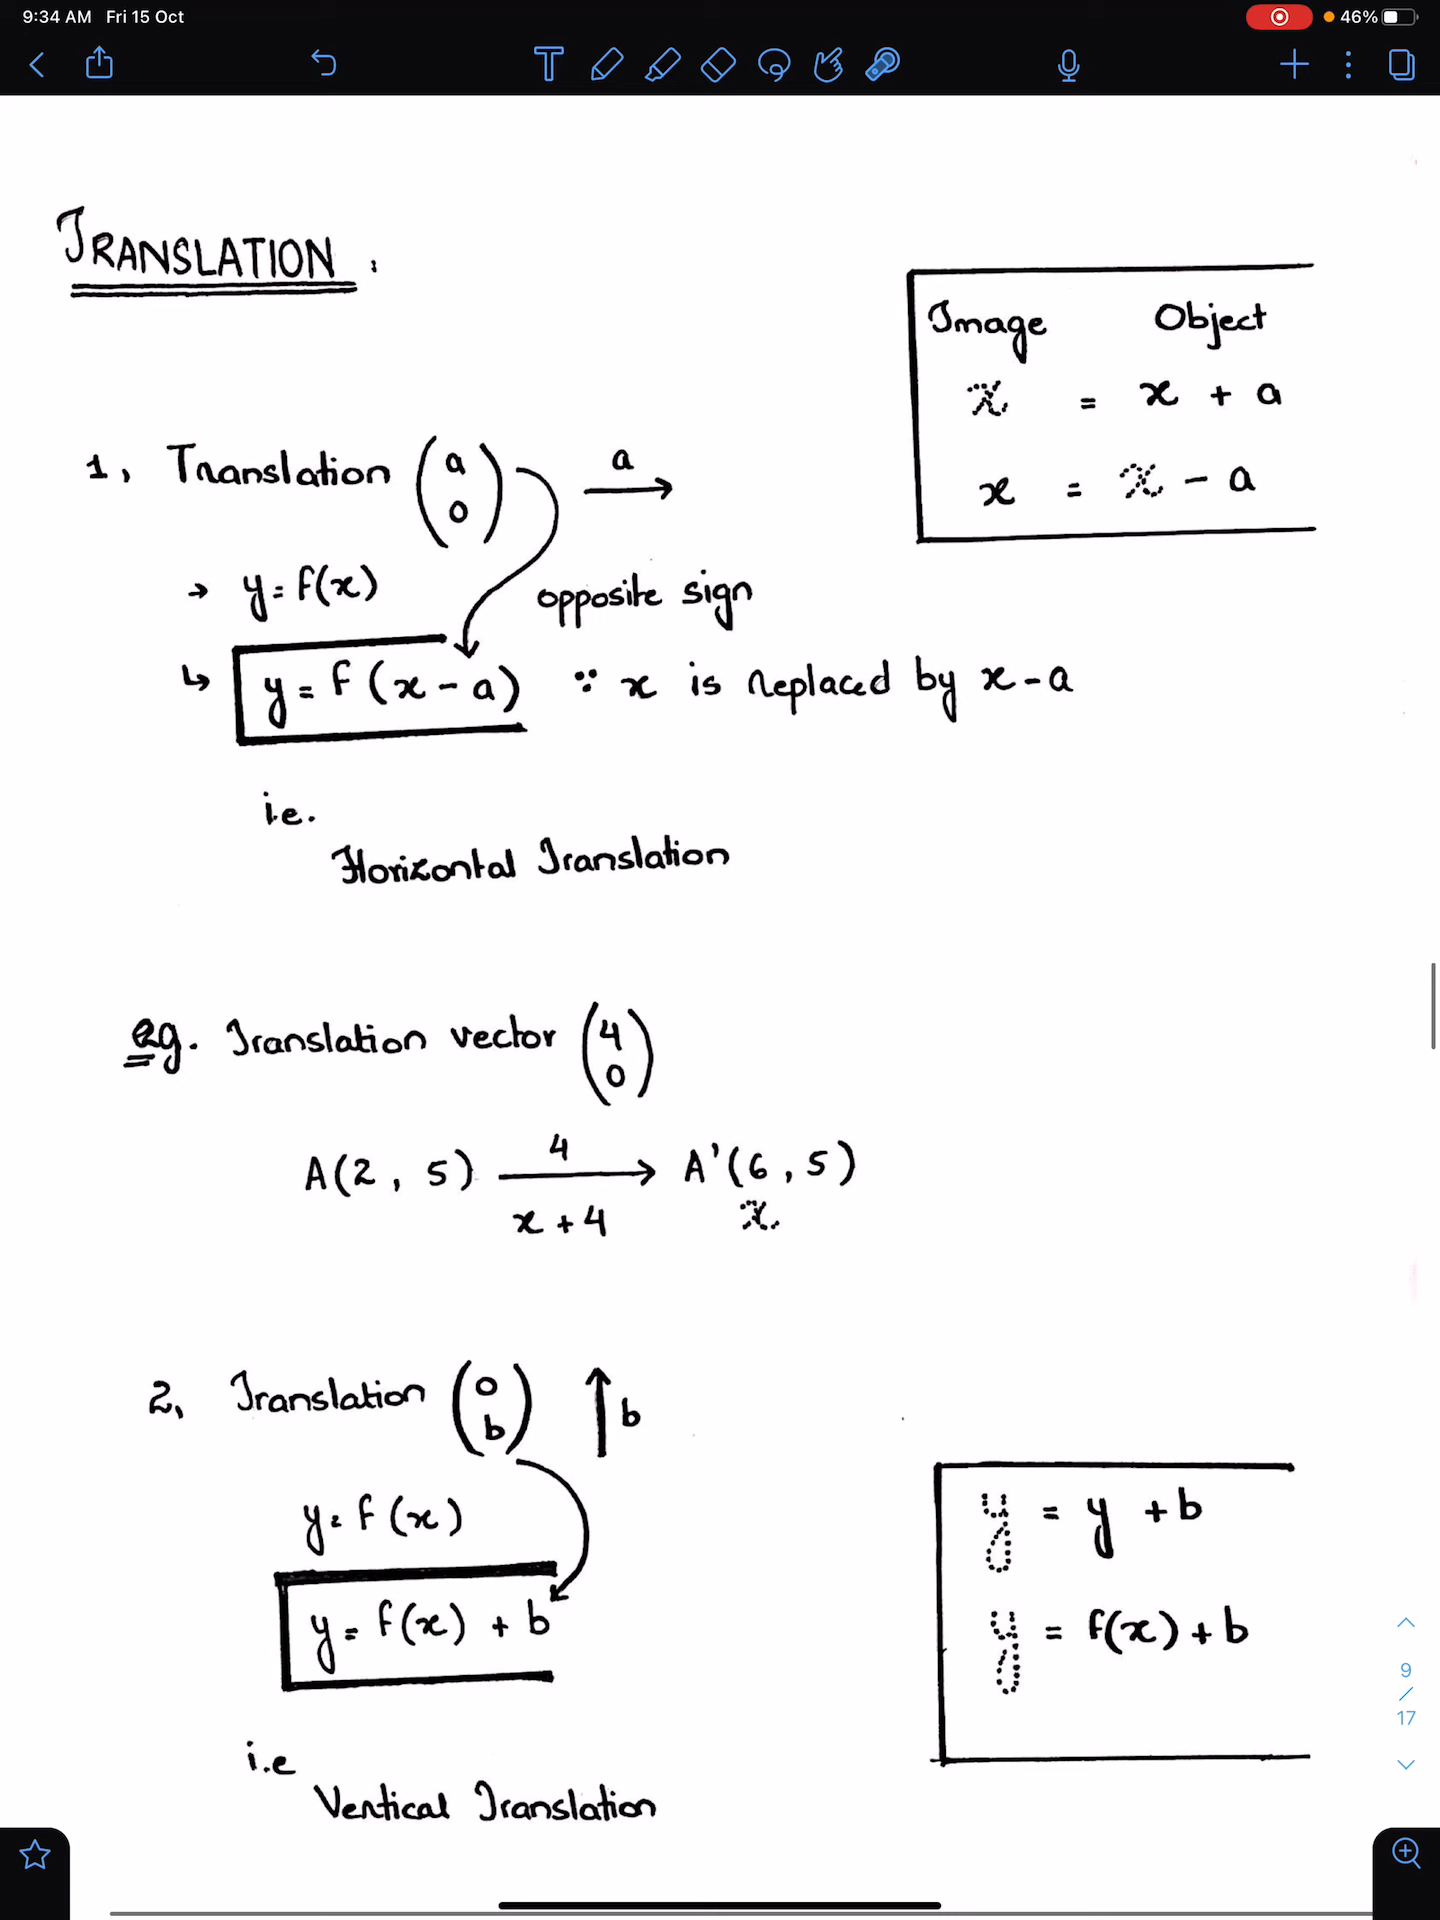 9:34 AM Fri 15 Oct
46%
TRANSLATION.
Image Object
x = x + a
x = x - a
1, Translation (a 0) a
→ y = f(x)
opposite sign
↳ y = f(x-a) ∵ x is replaced by x-a
i.e.
Horizontal Translation
eg. Translation vector (4 0)
A(2, 5) 4 → A'(6, 5)
x+4 x
2, Translation (0 b) ↑ b
y = f(x)
y = f(x) + b
y = y + b
y = f(x) + b
i.e
Vertical Translation
9
/
17